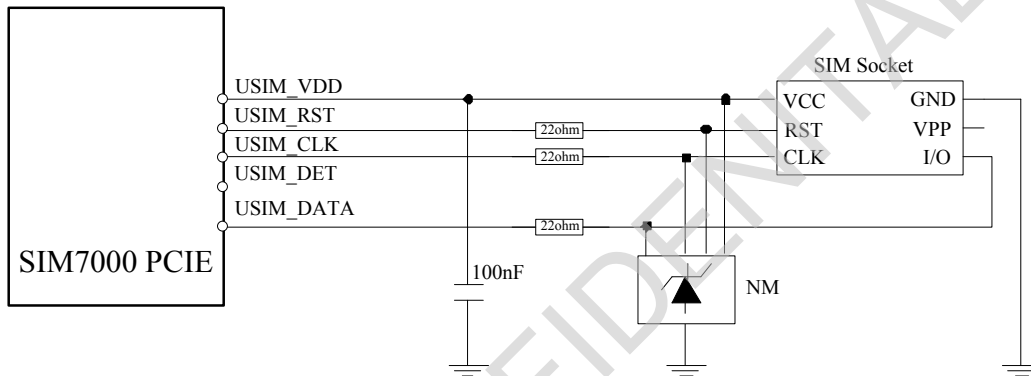 USIM_VDD
USIM_RST
USIM_CLK
USIM_DET
USIM_DATA
SIM7000 PCIE
22ohm
22ohm
22ohm
100nF
NM
SIM Socket
VCC GND
RST VPP
CLK I/O